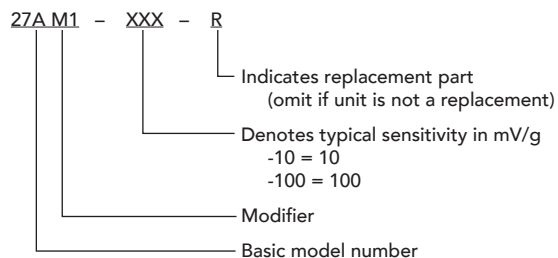 27A M1 – XXX – R
Indicates replacement part
(omit if unit is not a replacement)
Denotes typical sensitivity in mV/g
-10 = 10
-100 = 100
Modifier
Basic model number